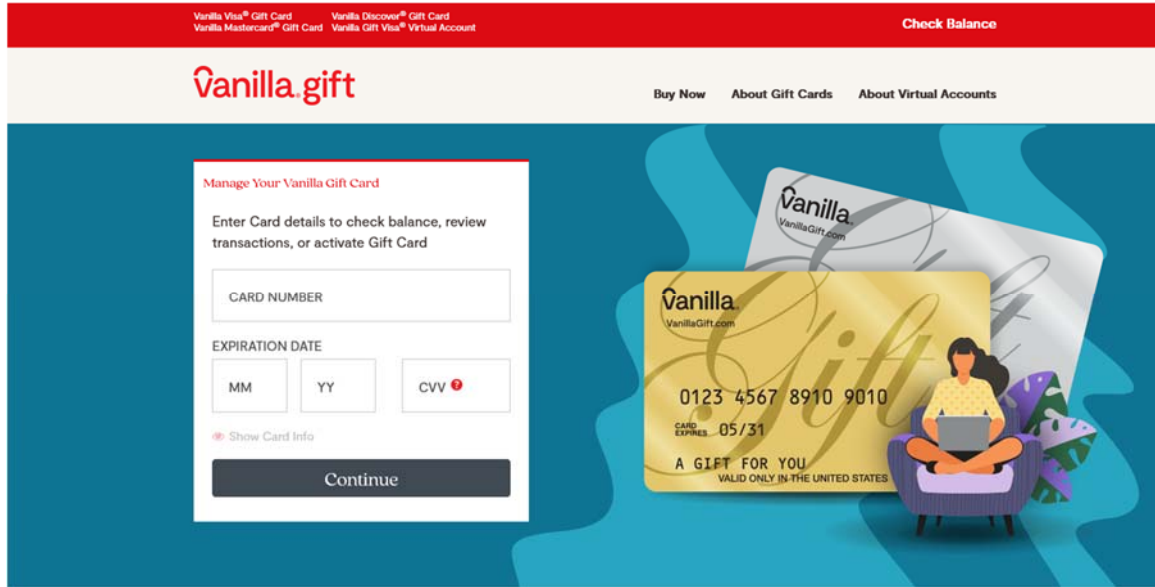 Vanilla Visa® Gift Card
Vanilla Discover® Gift Card
Vanilla Mastercard® Gift Card
Vanilla Gift Visa® Virtual Account
Check Balance
Vanilla.gift
Buy Now
About Gift Cards
About Virtual Accounts
Manage Your Vanilla Gift Card
Enter Card details to check balance, review
transactions, or activate Gift Card
CARD NUMBER
EXPIRATION DATE
MM
YY
CVV ?
Show Card Info
Continue
Vanilla
VanillaGift.com
Gift
Vanilla
VanillaGift.com
Gift
0123 4567 8910 9010
CARD
EXPIRES 05/31
A GIFT FOR YOU
VALID ONLY IN THE UNITED STATES